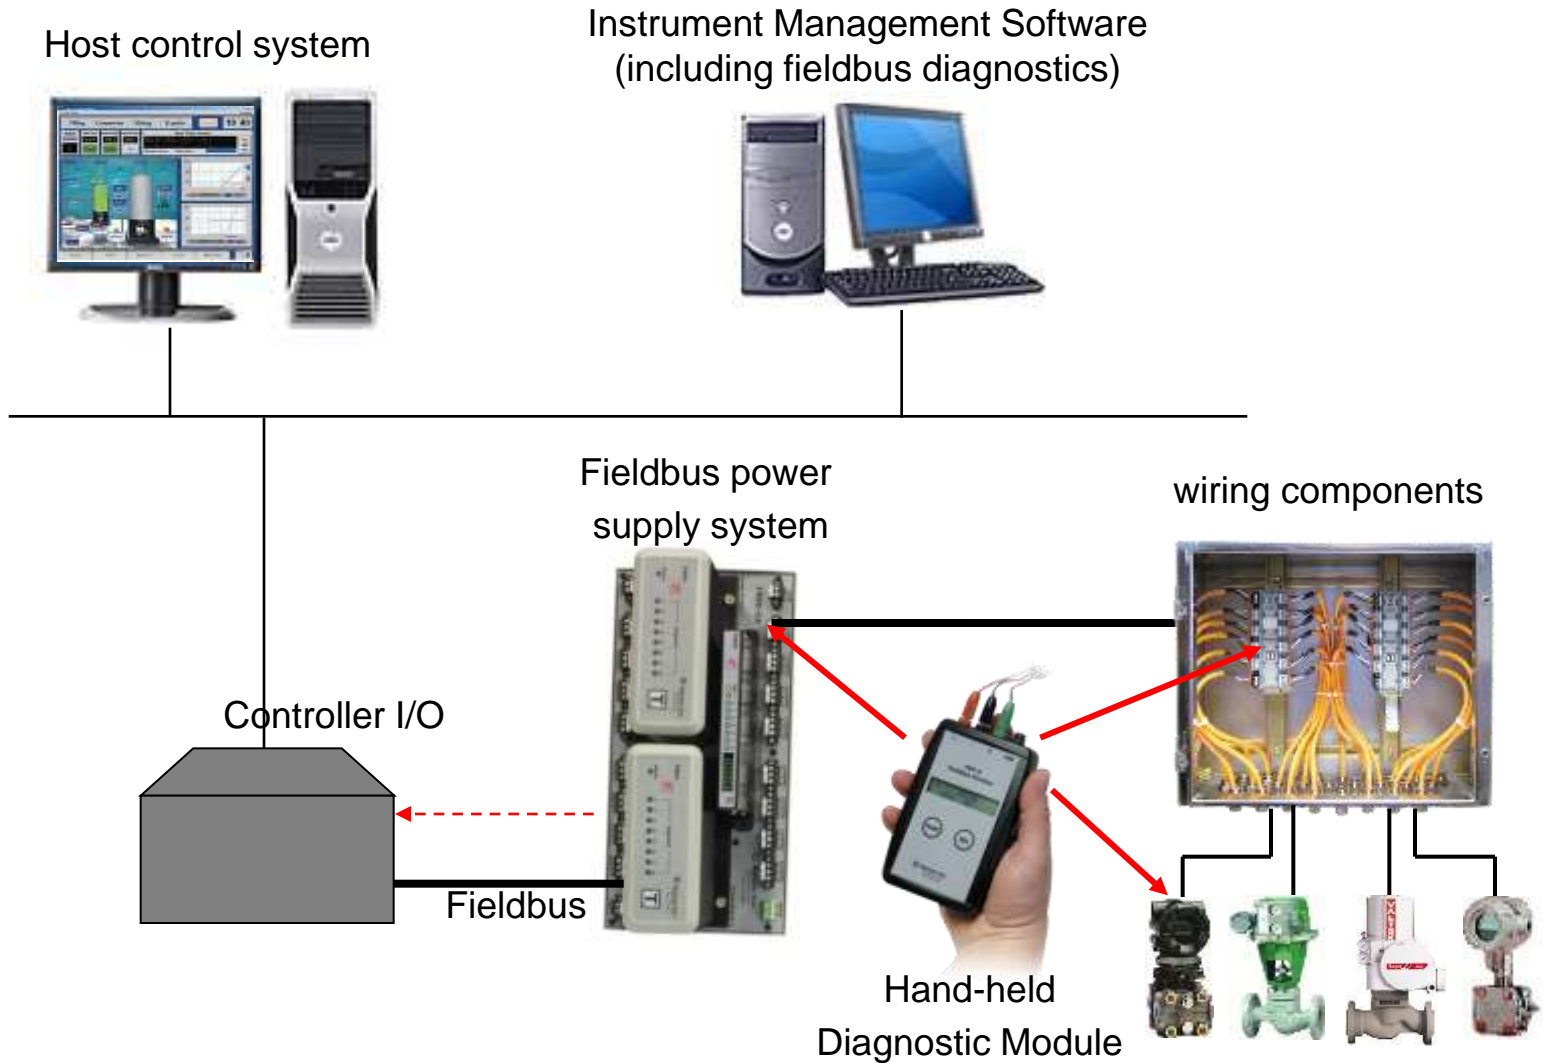 Host control system
Instrument Management Software
(including fieldbus diagnostics)
Fieldbus power
supply system
wiring components
Controller I/O
Fieldbus
Hand-held
Diagnostic Module